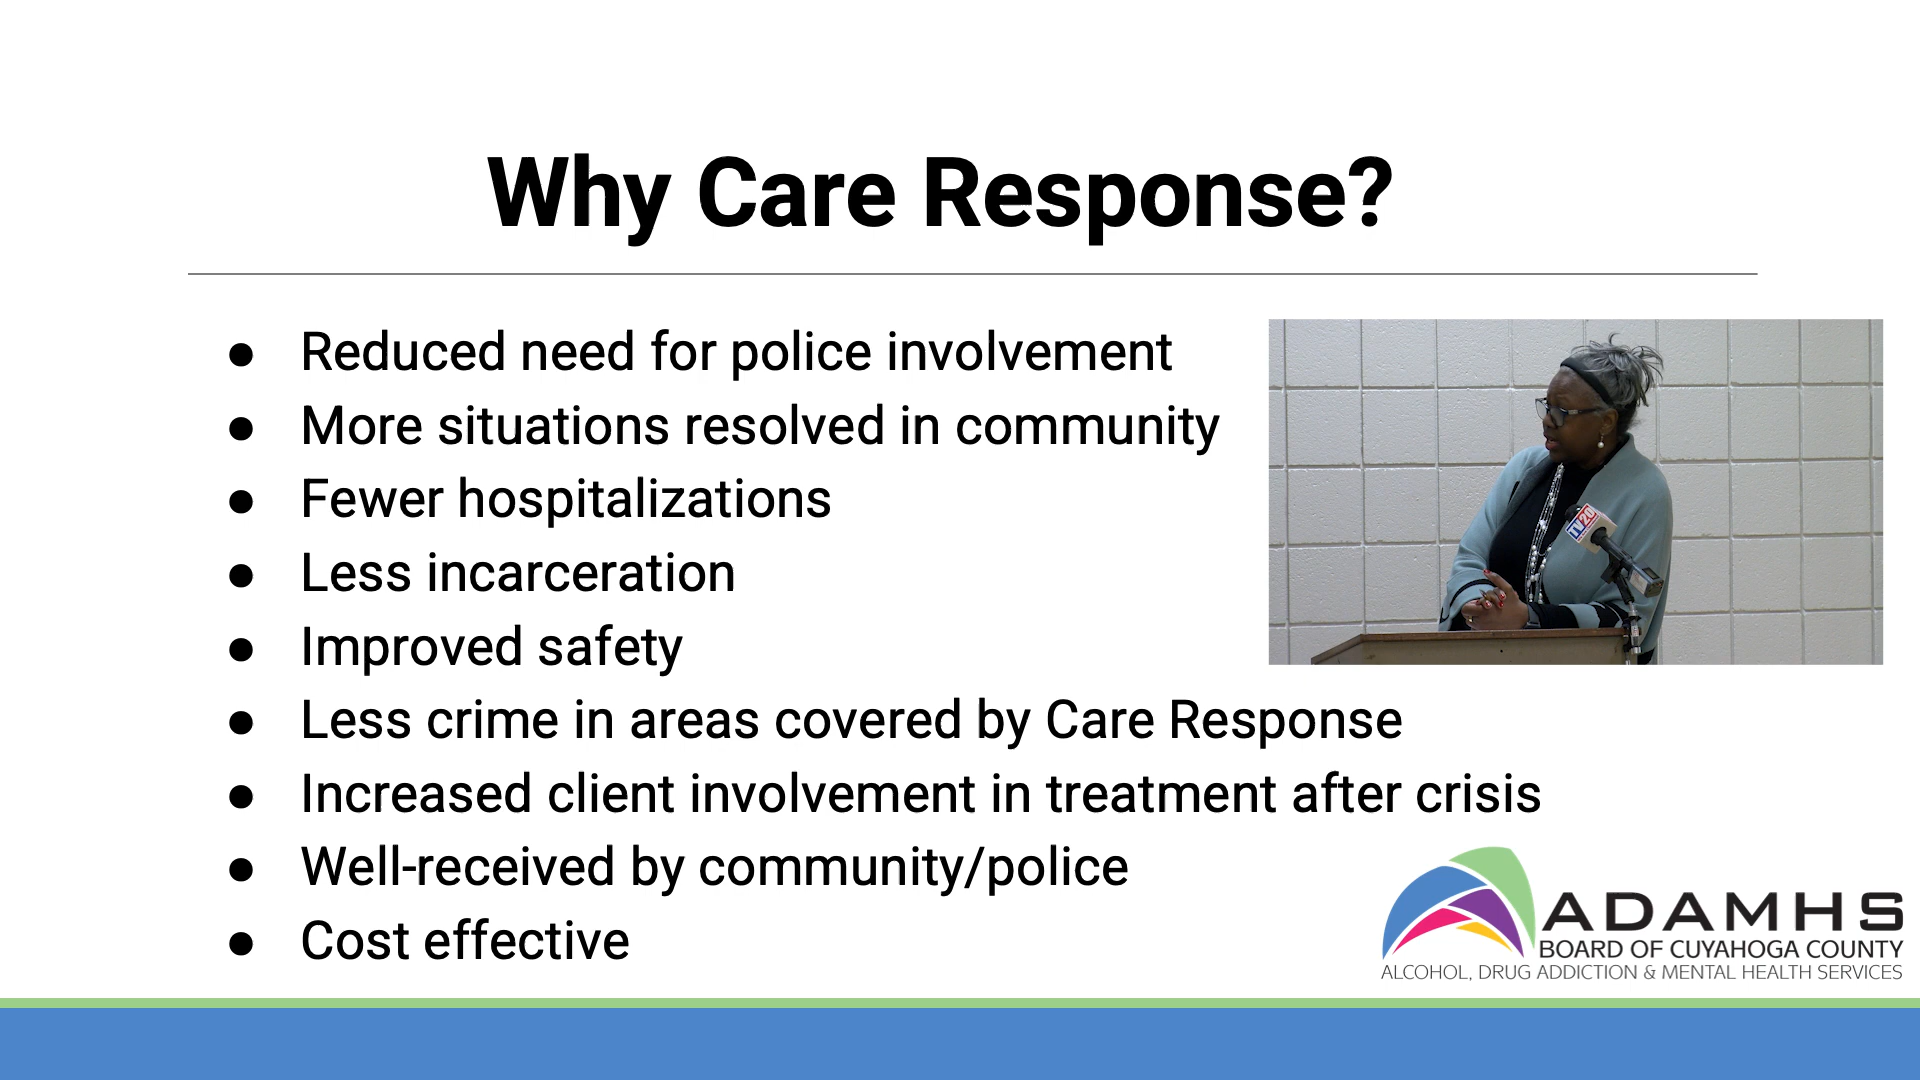 Why Care Response?
● Reduced need for police involvement
● More situations resolved in community
● Fewer hospitalizations
● Less incarceration
● Improved safety
● Less crime in areas covered by Care Response
● Increased client involvement in treatment after crisis
● Well-received by community/police
● Cost effective
TV20
ADAMHS
BOARD OF CUYAHOGA COUNTY
ALCOHOL, DRUG ADDICTION & MENTAL HEALTH SERVICES